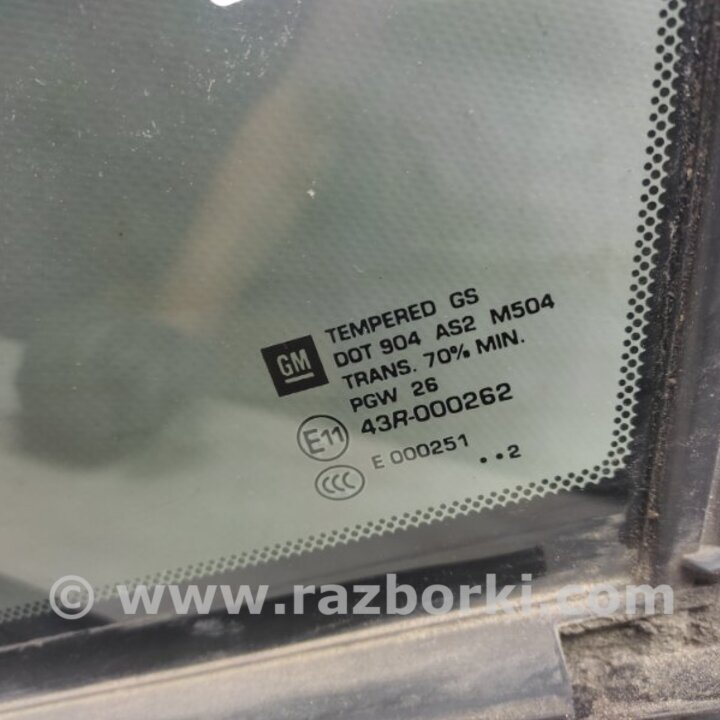 TEMPERED GS
GM DOT 904 AS2 M504
TRANS. 70% MIN.
PGW 26
E11 43R-000262
CCC E 000251 ..2
© www.razborki.com